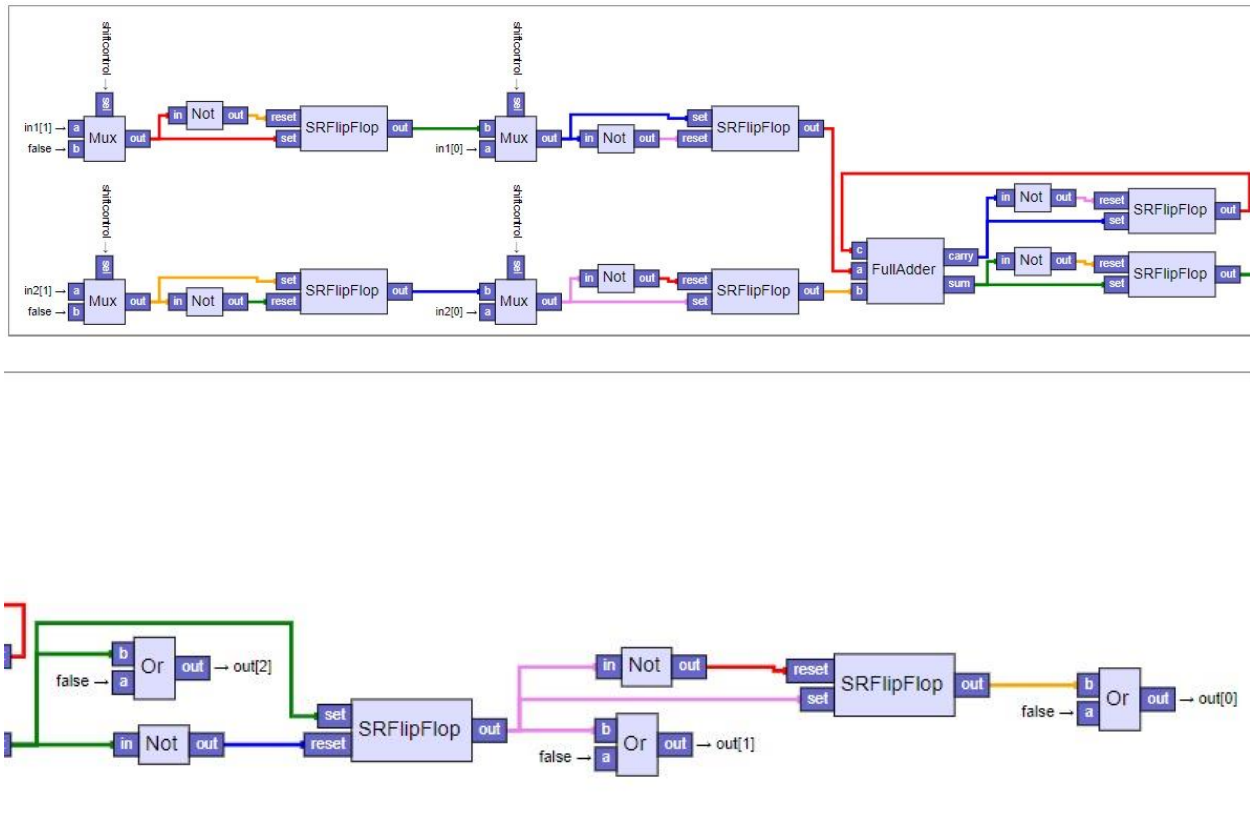 shiftcontrol →
shiftcontrol →
sel
sel
in1[1] → a
false → b
Mux
out
in Not out
reset
set
SRFlipFlop
out
b
in1[0] → a
Mux
out
in Not out
set
reset
SRFlipFlop
out
shiftcontrol →
shiftcontrol →
sel
sel
in2[1] → a
false → b
Mux
out
in Not out
set
reset
SRFlipFlop
out
b
in2[0] → a
Mux
out
in Not out
reset
set
SRFlipFlop
out
c
a
b
FullAdder
carry
sum
in Not out
reset
set
SRFlipFlop
out
in Not out
reset
set
SRFlipFlop
out
b
false → a
Or
out → out[2]
in Not out
set
reset
SRFlipFlop
out
in Not out
b
false → a
Or
out → out[1]
reset
set
SRFlipFlop
out
b
false → a
Or
out → out[0]